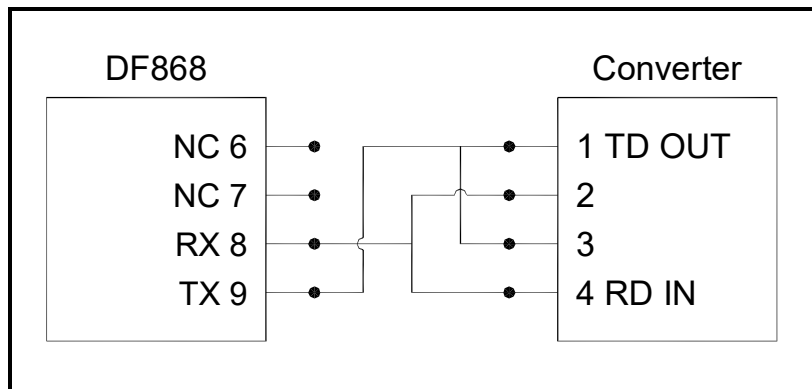 DF868
Converter
NC 6
NC 7
RX 8
TX 9
1 TD OUT
2
3
4 RD IN